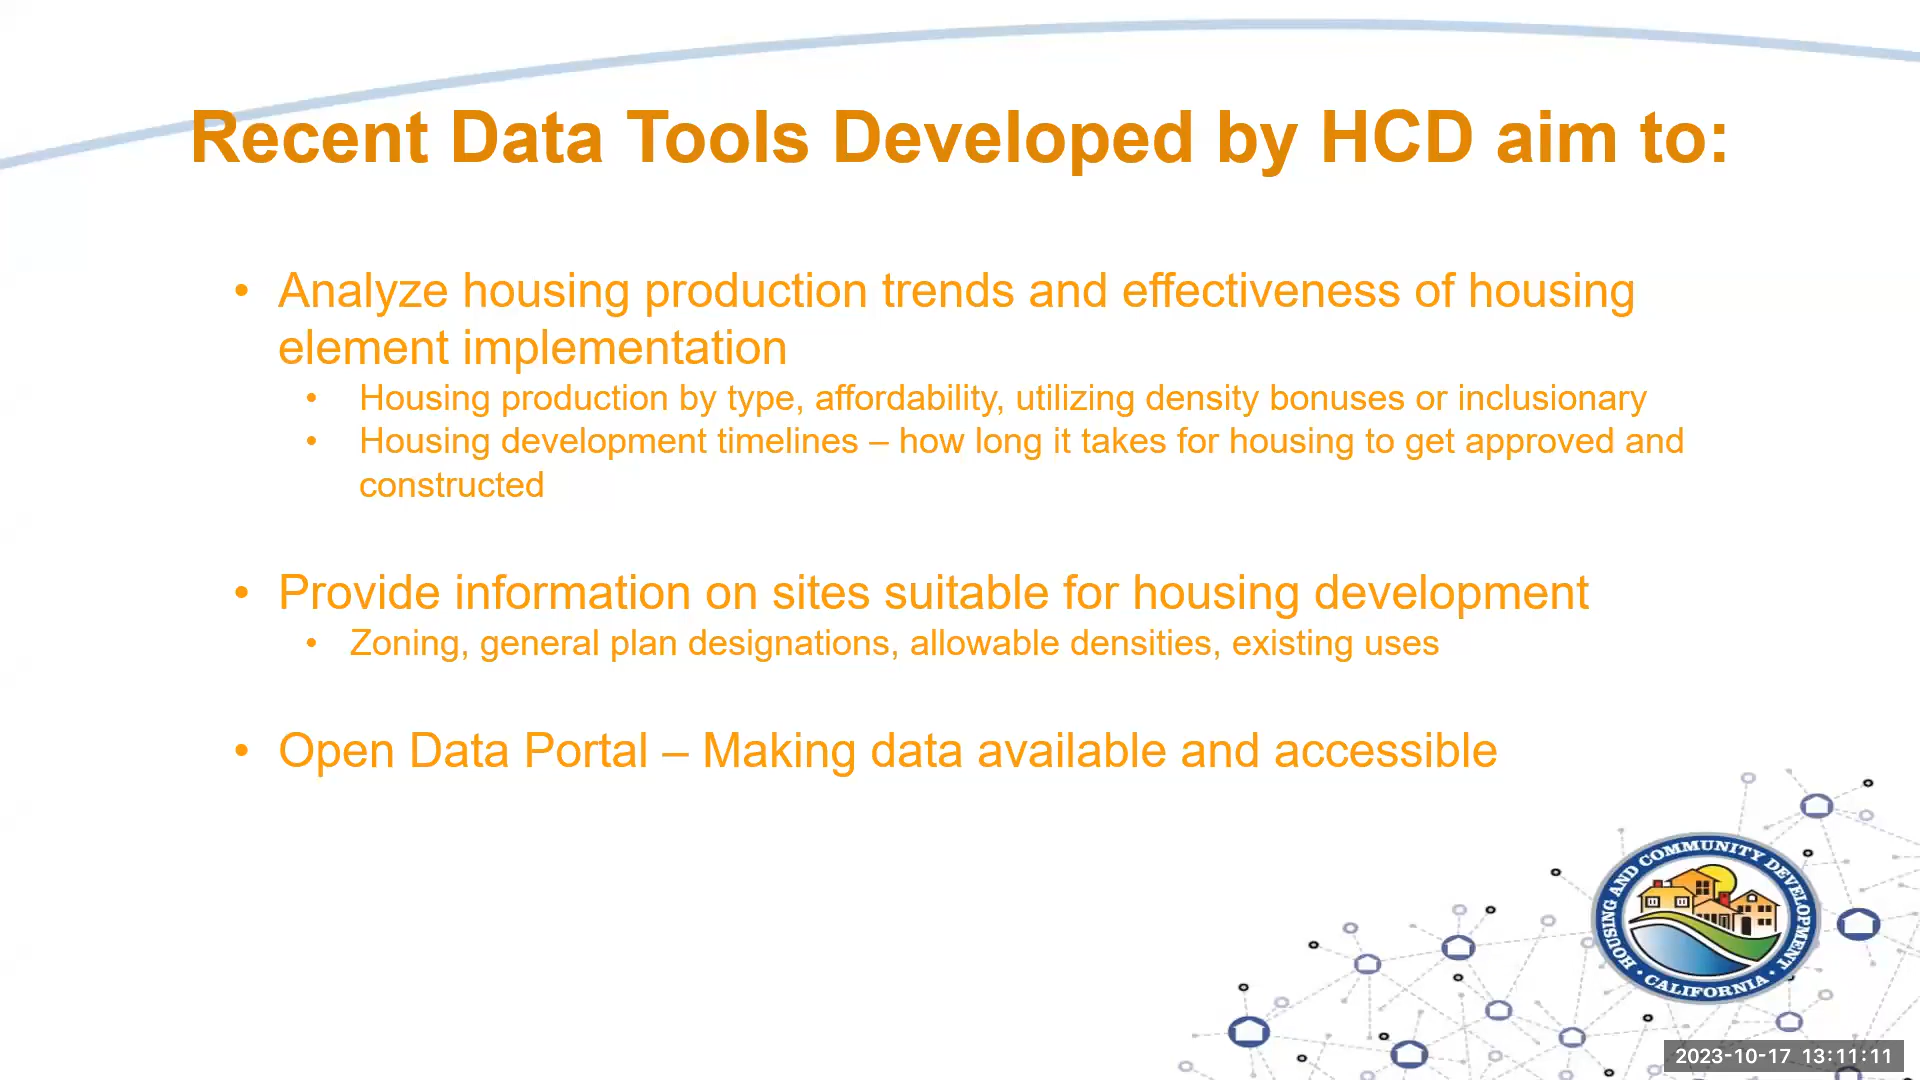 Recent Data Tools Developed by HCD aim to:
• Analyze housing production trends and effectiveness of housing
element implementation
• Housing production by type, affordability, utilizing density bonuses or inclusionary
• Housing development timelines – how long it takes for housing to get approved and
constructed
• Provide information on sites suitable for housing development
• Zoning, general plan designations, allowable densities, existing uses
• Open Data Portal – Making data available and accessible
HOUSING AND COMMUNITY DEVELOPMENT
• CALIFORNIA •
2023-10-17 13:11:11